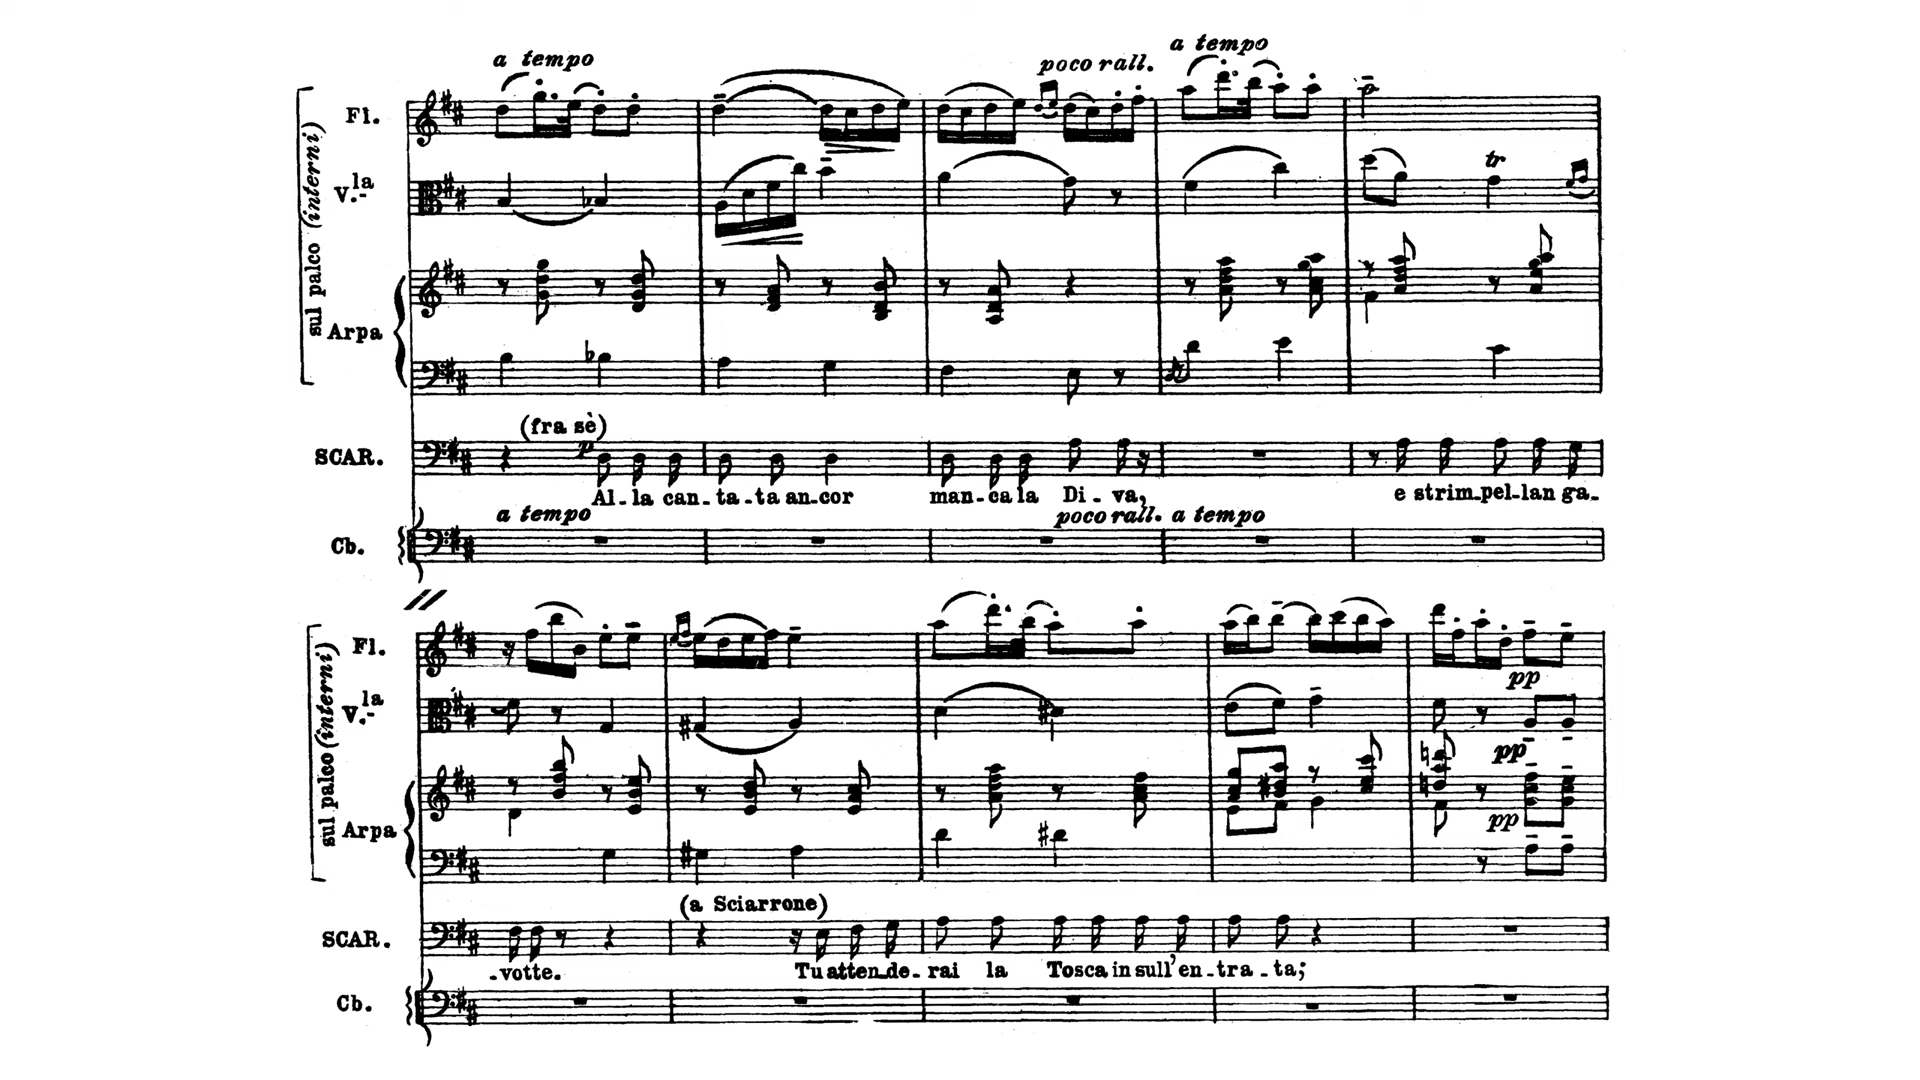 a tempo
poco rall.
a tempo
sul palco (interni)
Fl.
V.la
tr
Arpa
(fra sè)
p
SCAR.
Al-la can-ta-ta an-cor man-ca la Di-va, e strim-pel-lan ga-
a tempo
poco rall. a tempo
Cb.
sul palco (interni)
Fl.
pp
V.la
pp
Arpa
pp
(a Sciarrone)
SCAR.
-votte. Tu atten-de-rai la Tosca in sull'en-tra-ta;
Cb.